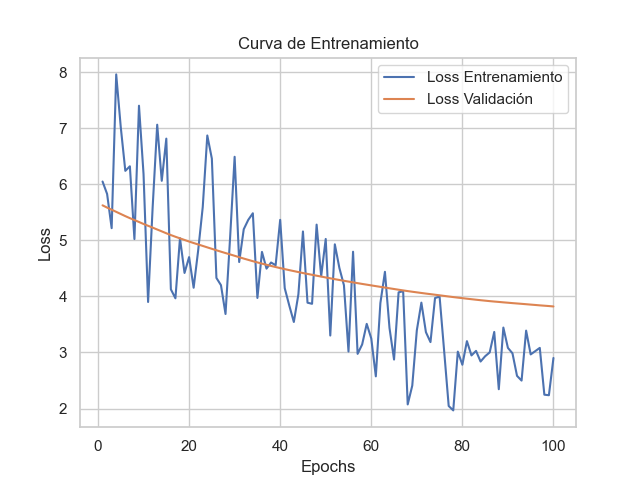 Curva de Entrenamiento
Loss Entrenamiento
Loss Validación
Loss
8
7
6
5
4
3
2
0 20 40 60 80 100
Epochs